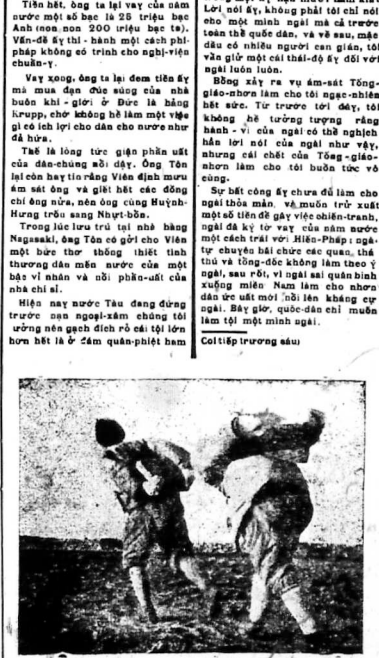 Tiền hết, ông ta lại vay của năm
nước một số bạc là 25 triệu bạc
Anh (non non 200 triệu bạc ta).
Vấn-đề ấy thi - hành một cách phi-
pháp không có trình cho nghị-viện
chuẩn-y.
Vay xong, ông ta lại đem tiền ấy
mà mua đạn đúc súng của nhà
buôn khí - giới ở Đức là hãng
Krupp, chớ không hề làm một việc
gì có ích lợi cho dân cho nước như
đã hứa.
Thế là lòng tức giận phần uất
của dân-chúng nổi dậy. Ông Tôn
lại còn hay tin rằng Viên định mưu
ám sát ông và giết hết các đồng
chí ông nữa, nên ông cùng Huỳnh-
Hưng trốn sang Nhựt-bổn.
Trong lúc lưu trú tại nhà hàng
Nagasaki, ông Tôn có gởi cho Viên
một bức thơ thống thiết tình
thương dân mến nước của một
bậc vĩ nhân và nỗi phần-uất của
nhà chí sĩ.
Hiện nay nước Tàu đang đứng
trước nạn ngoại-xâm chúng tôi
tưởng nên gạch đích rõ cái tội lớn
hơn hết là ở đám quân-phiệt ham
Lời nói ấy, không phải tôi chỉ nói
cho một mình ngài mà cả trước
toàn thể quốc dân, và về sau, mặc
dầu có nhiều người can gián, tôi
vẫn giữ một cái thái-độ ấy đối với
ngài luôn luôn.
Bỗng xảy ra vụ ám-sát Tống-
giáo-nhơn làm cho tôi ngạc-nhiên
hết sức. Từ trước tới đây, tôi
không hề tưởng tượng rằng
hành - vi của ngài có thể nghịch
hẳn lời nói của ngài như vậy,
nhưng cái chết của Tống - giáo-
nhơn làm cho tôi buồn tức vô
cùng.
Sự bất công ấy chưa đủ làm cho
ngài thỏa mãn, và muốn trừ xuất
một số tiền để gây việc chiến-tranh,
ngài đã ký tờ vay của năm nước
một cách trái với Hiến-Pháp; ngài
tự chuyên bãi chức các quan, thá
thú và tổng-đốc không làm theo ý
ngài, sau rốt, vì ngài sai quân binh
xuống miền Nam làm cho nhơn
dân ức uất mới nổi lên kháng cự
ngài. Bây giờ, quốc-dân chỉ muốn
làm tội một mình ngài.
Coi tiếp trương sáu)